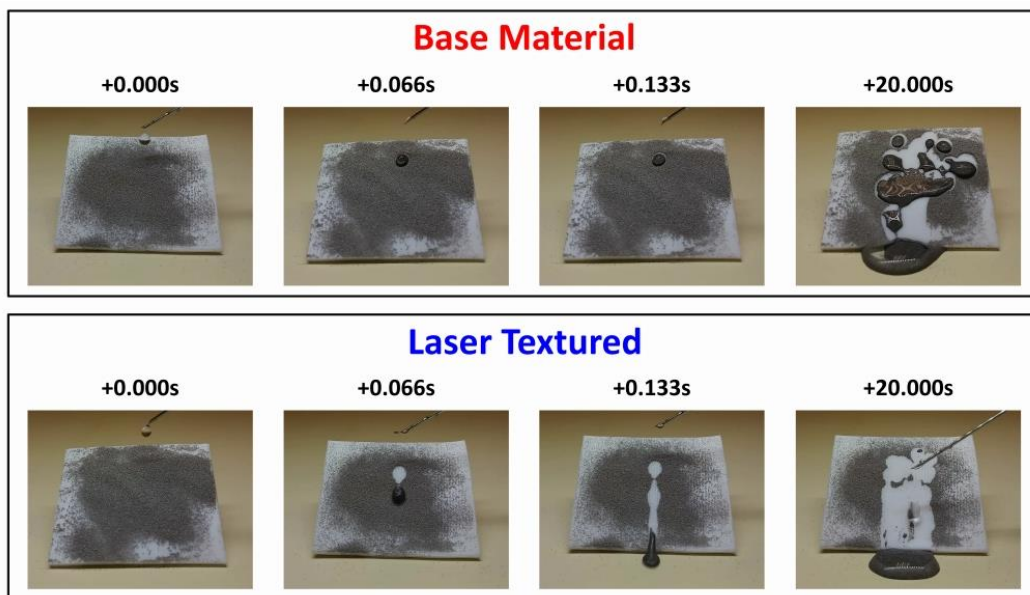 Base Material
+0.000s +0.066s +0.133s +20.000s
Laser Textured
+0.000s +0.066s +0.133s +20.000s